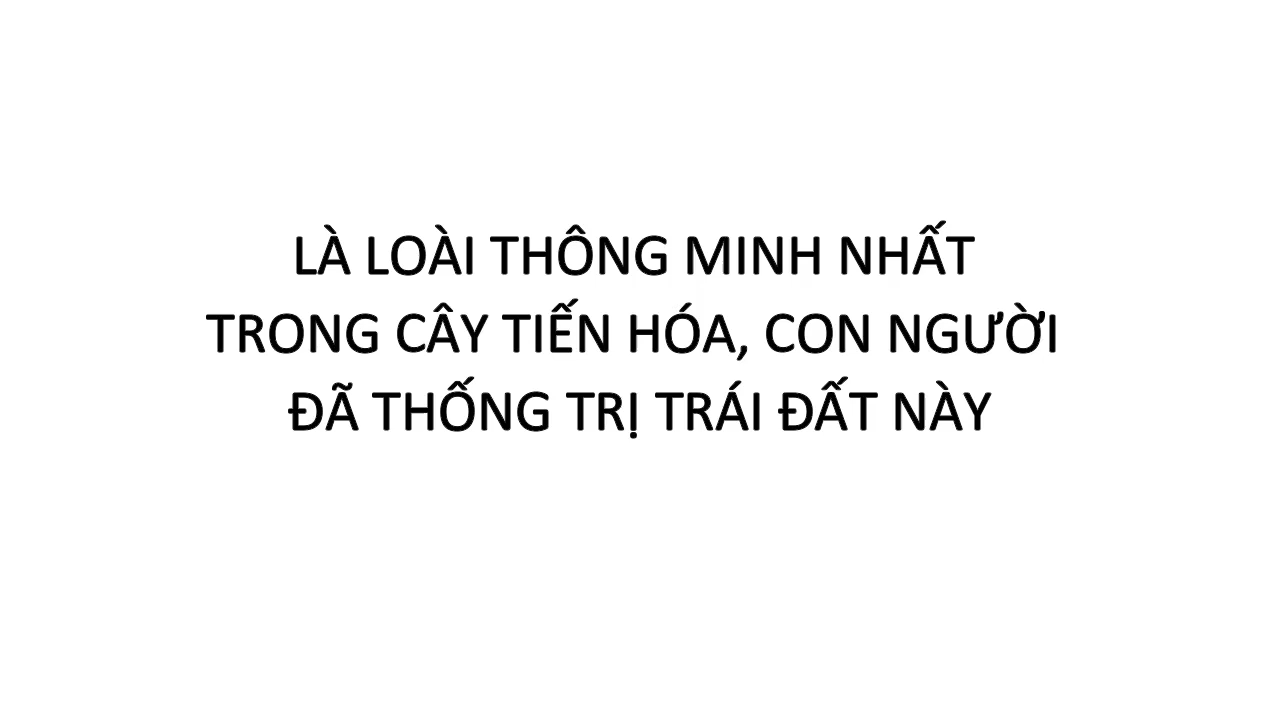 LÀ LOÀI THÔNG MINH NHẤT
TRONG CÂY TIẾN HÓA, CON NGƯỜI
ĐÃ THỐNG TRỊ TRÁI ĐẤT NÀY